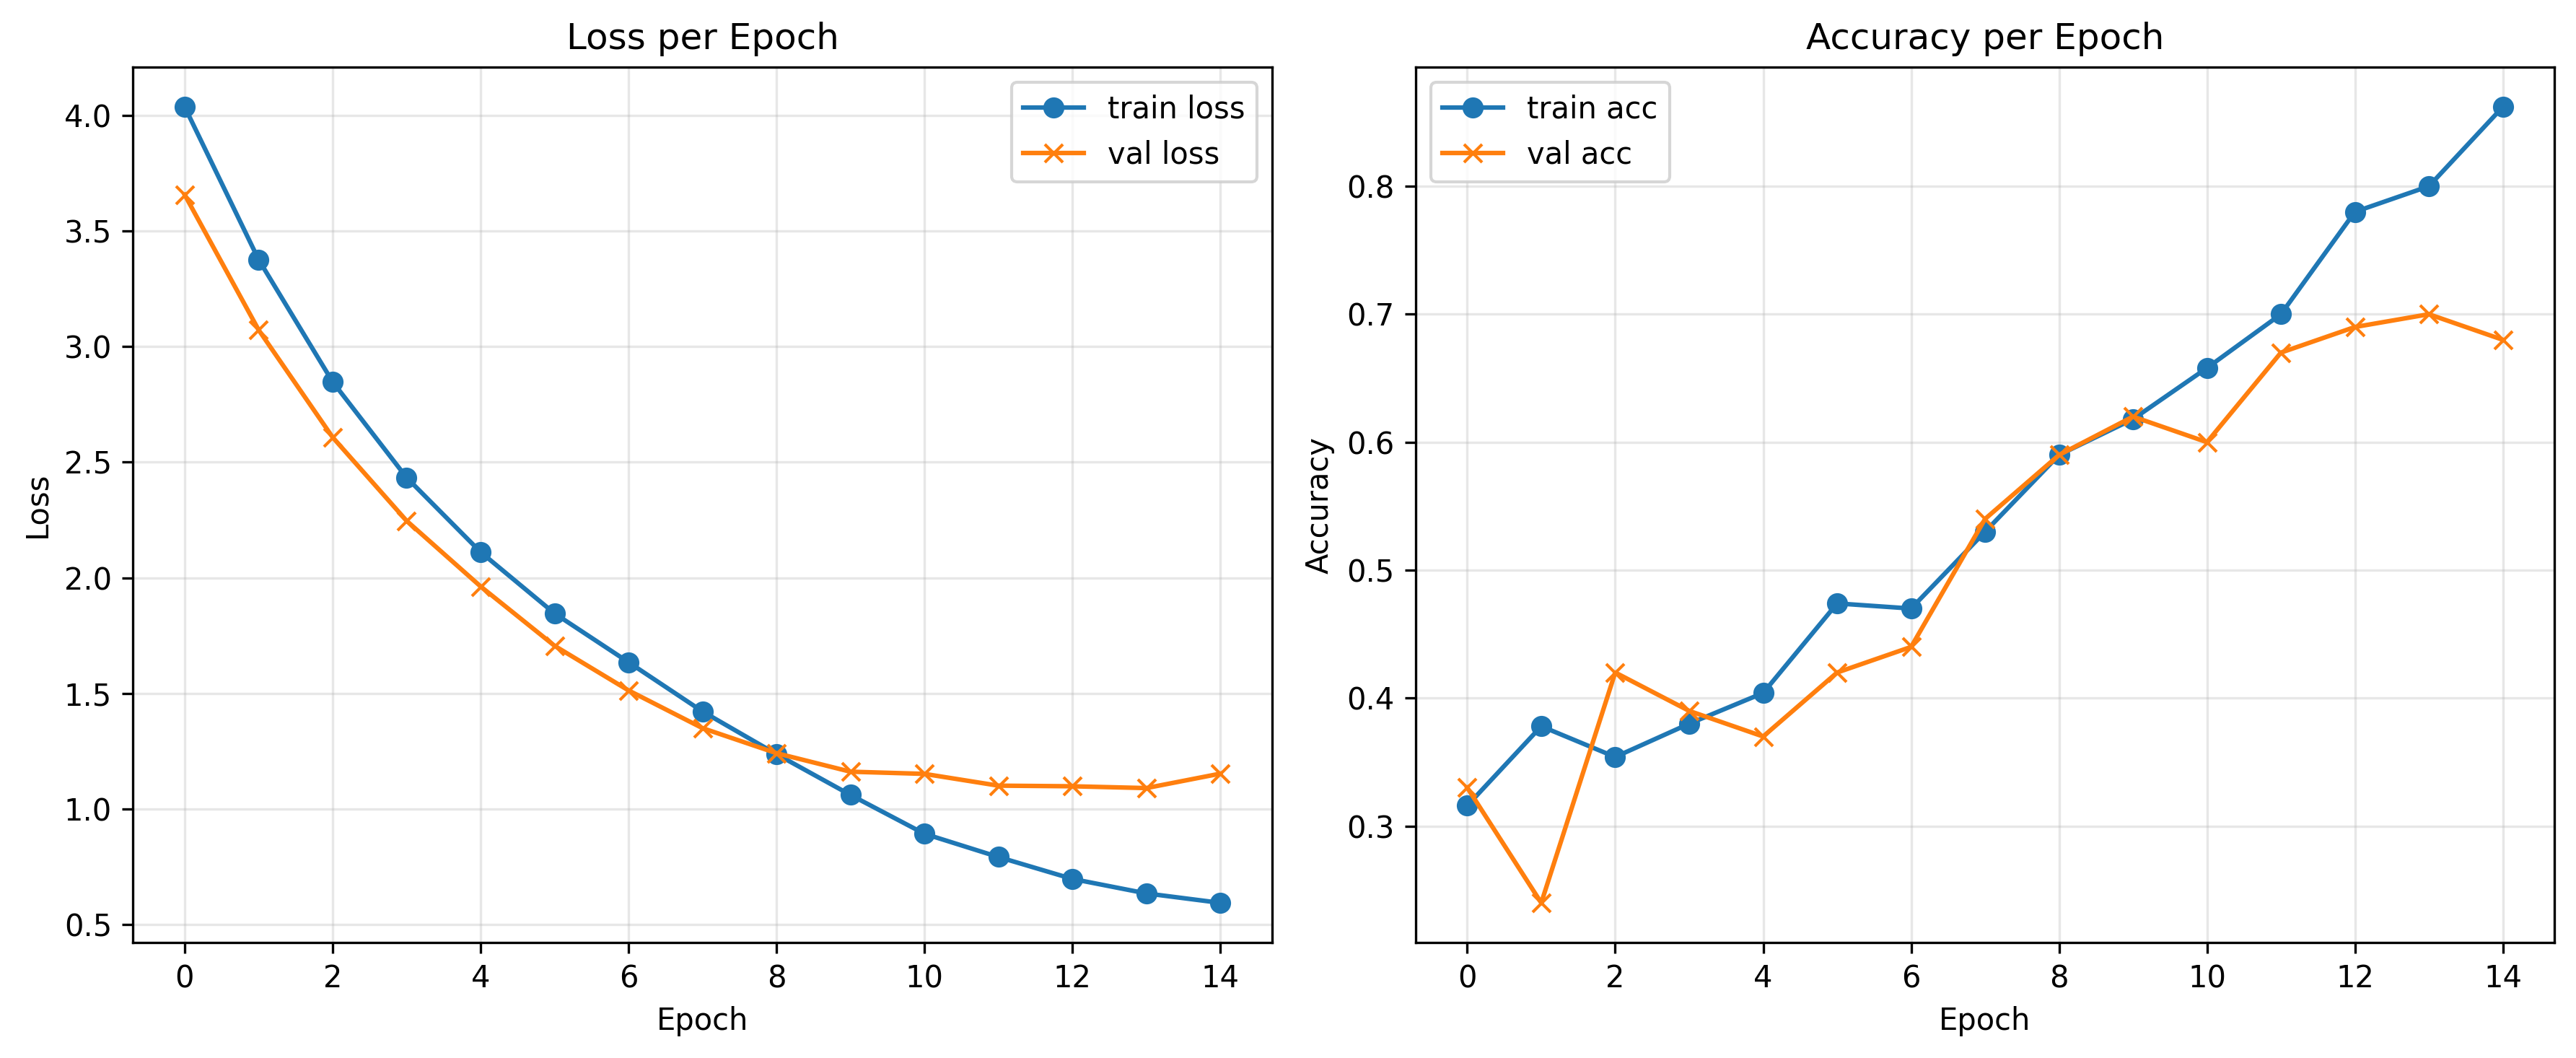 Loss per Epoch
4.0
3.5
3.0
2.5
2.0
1.5
1.0
0.5
Loss
train loss
val loss
0 2 4 6 8 10 12 14
Epoch
Accuracy per Epoch
0.8
0.7
0.6
0.5
0.4
0.3
Accuracy
train acc
val acc
0 2 4 6 8 10 12 14
Epoch